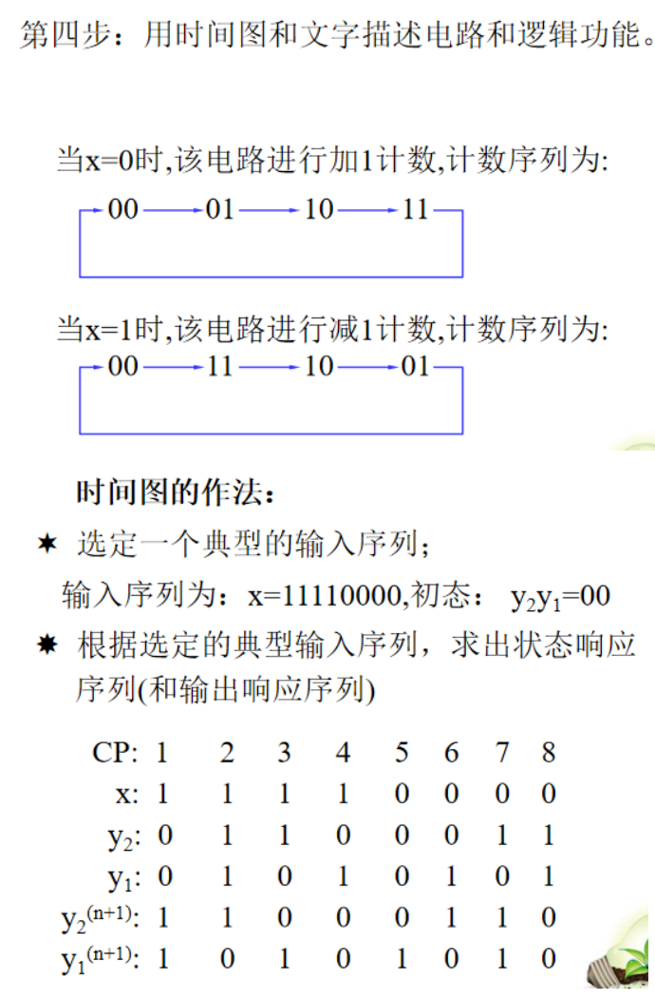 第四步：用时间图和文字描述电路和逻辑功能。
当x=0时,该电路进行加1计数,计数序列为:
00 01 10 11
当x=1时,该电路进行减1计数,计数序列为:
00 11 10 01
时间图的作法：
✶ 选定一个典型的输入序列；
输入序列为：x=11110000,初态： y₂y₁=00
✸ 根据选定的典型输入序列，求出状态响应
序列(和输出响应序列)
CP: 1 2 3 4 5 6 7 8
x: 1 1 1 1 0 0 0 0
y₂: 0 1 1 0 0 0 1 1
y₁: 0 1 0 1 0 1 0 1
y₂⁽ⁿ⁺¹⁾: 1 1 0 0 0 1 1 0
y₁⁽ⁿ⁺¹⁾: 1 0 1 0 1 0 1 0